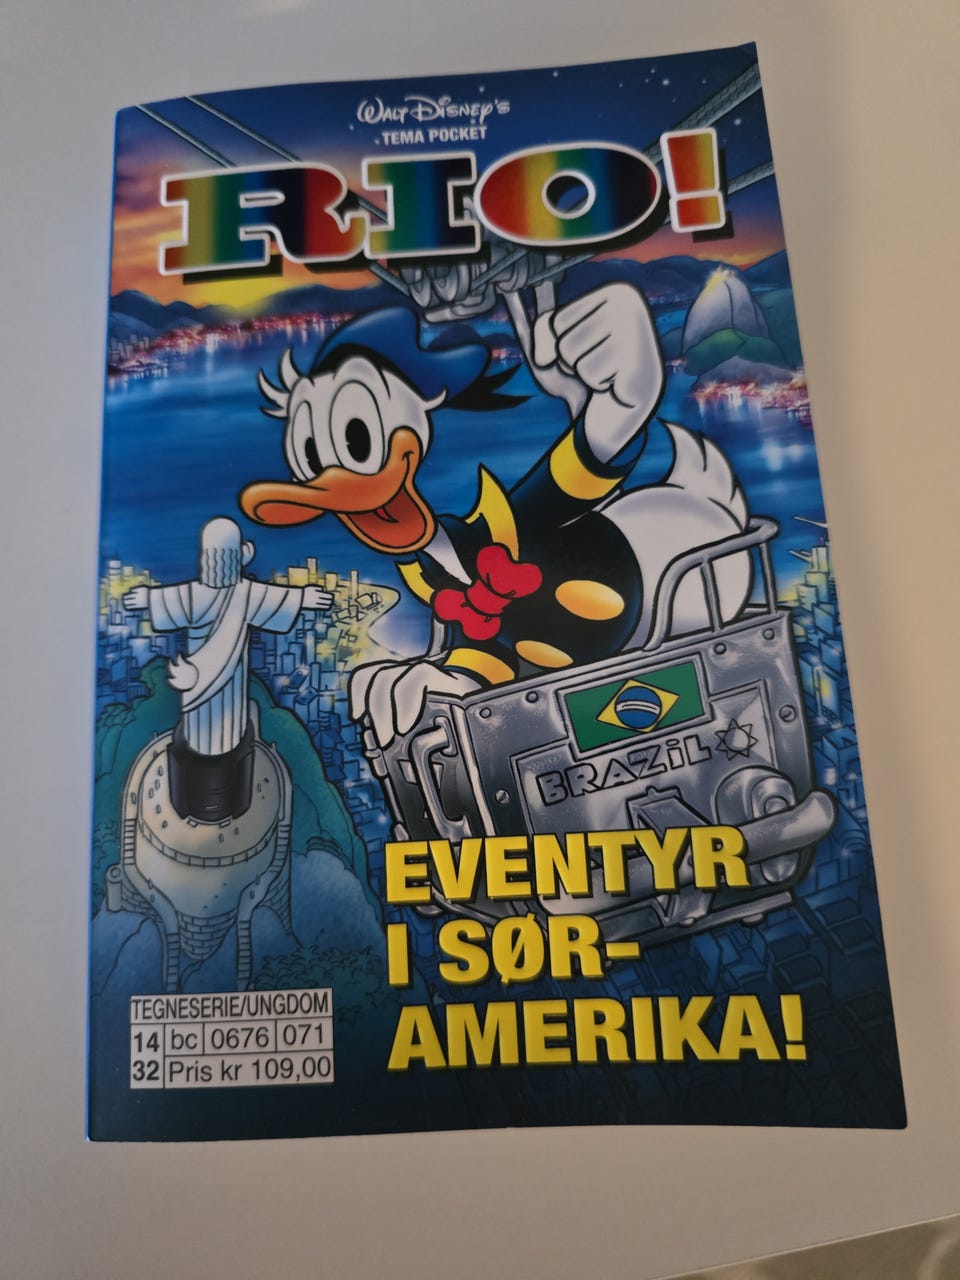 WALT DISNEY'S
TEMA POCKET
RIO!
BRAZIL
EVENTYR
I SØR-
AMERIKA!
TEGNESERIE/UNGDOM
14 bc 0676 071
32 Pris kr 109,00